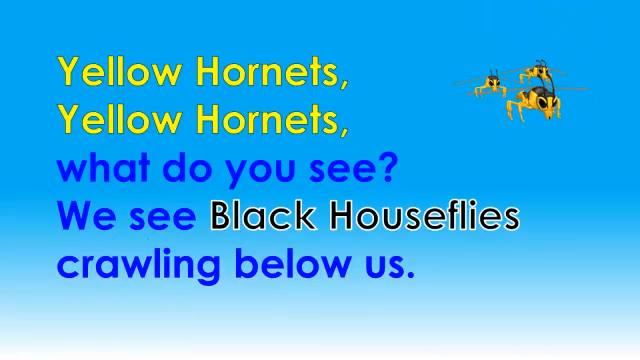 Yellow Hornets,
Yellow Hornets,
what do you see?
We see Black Houseflies
crawling below us.